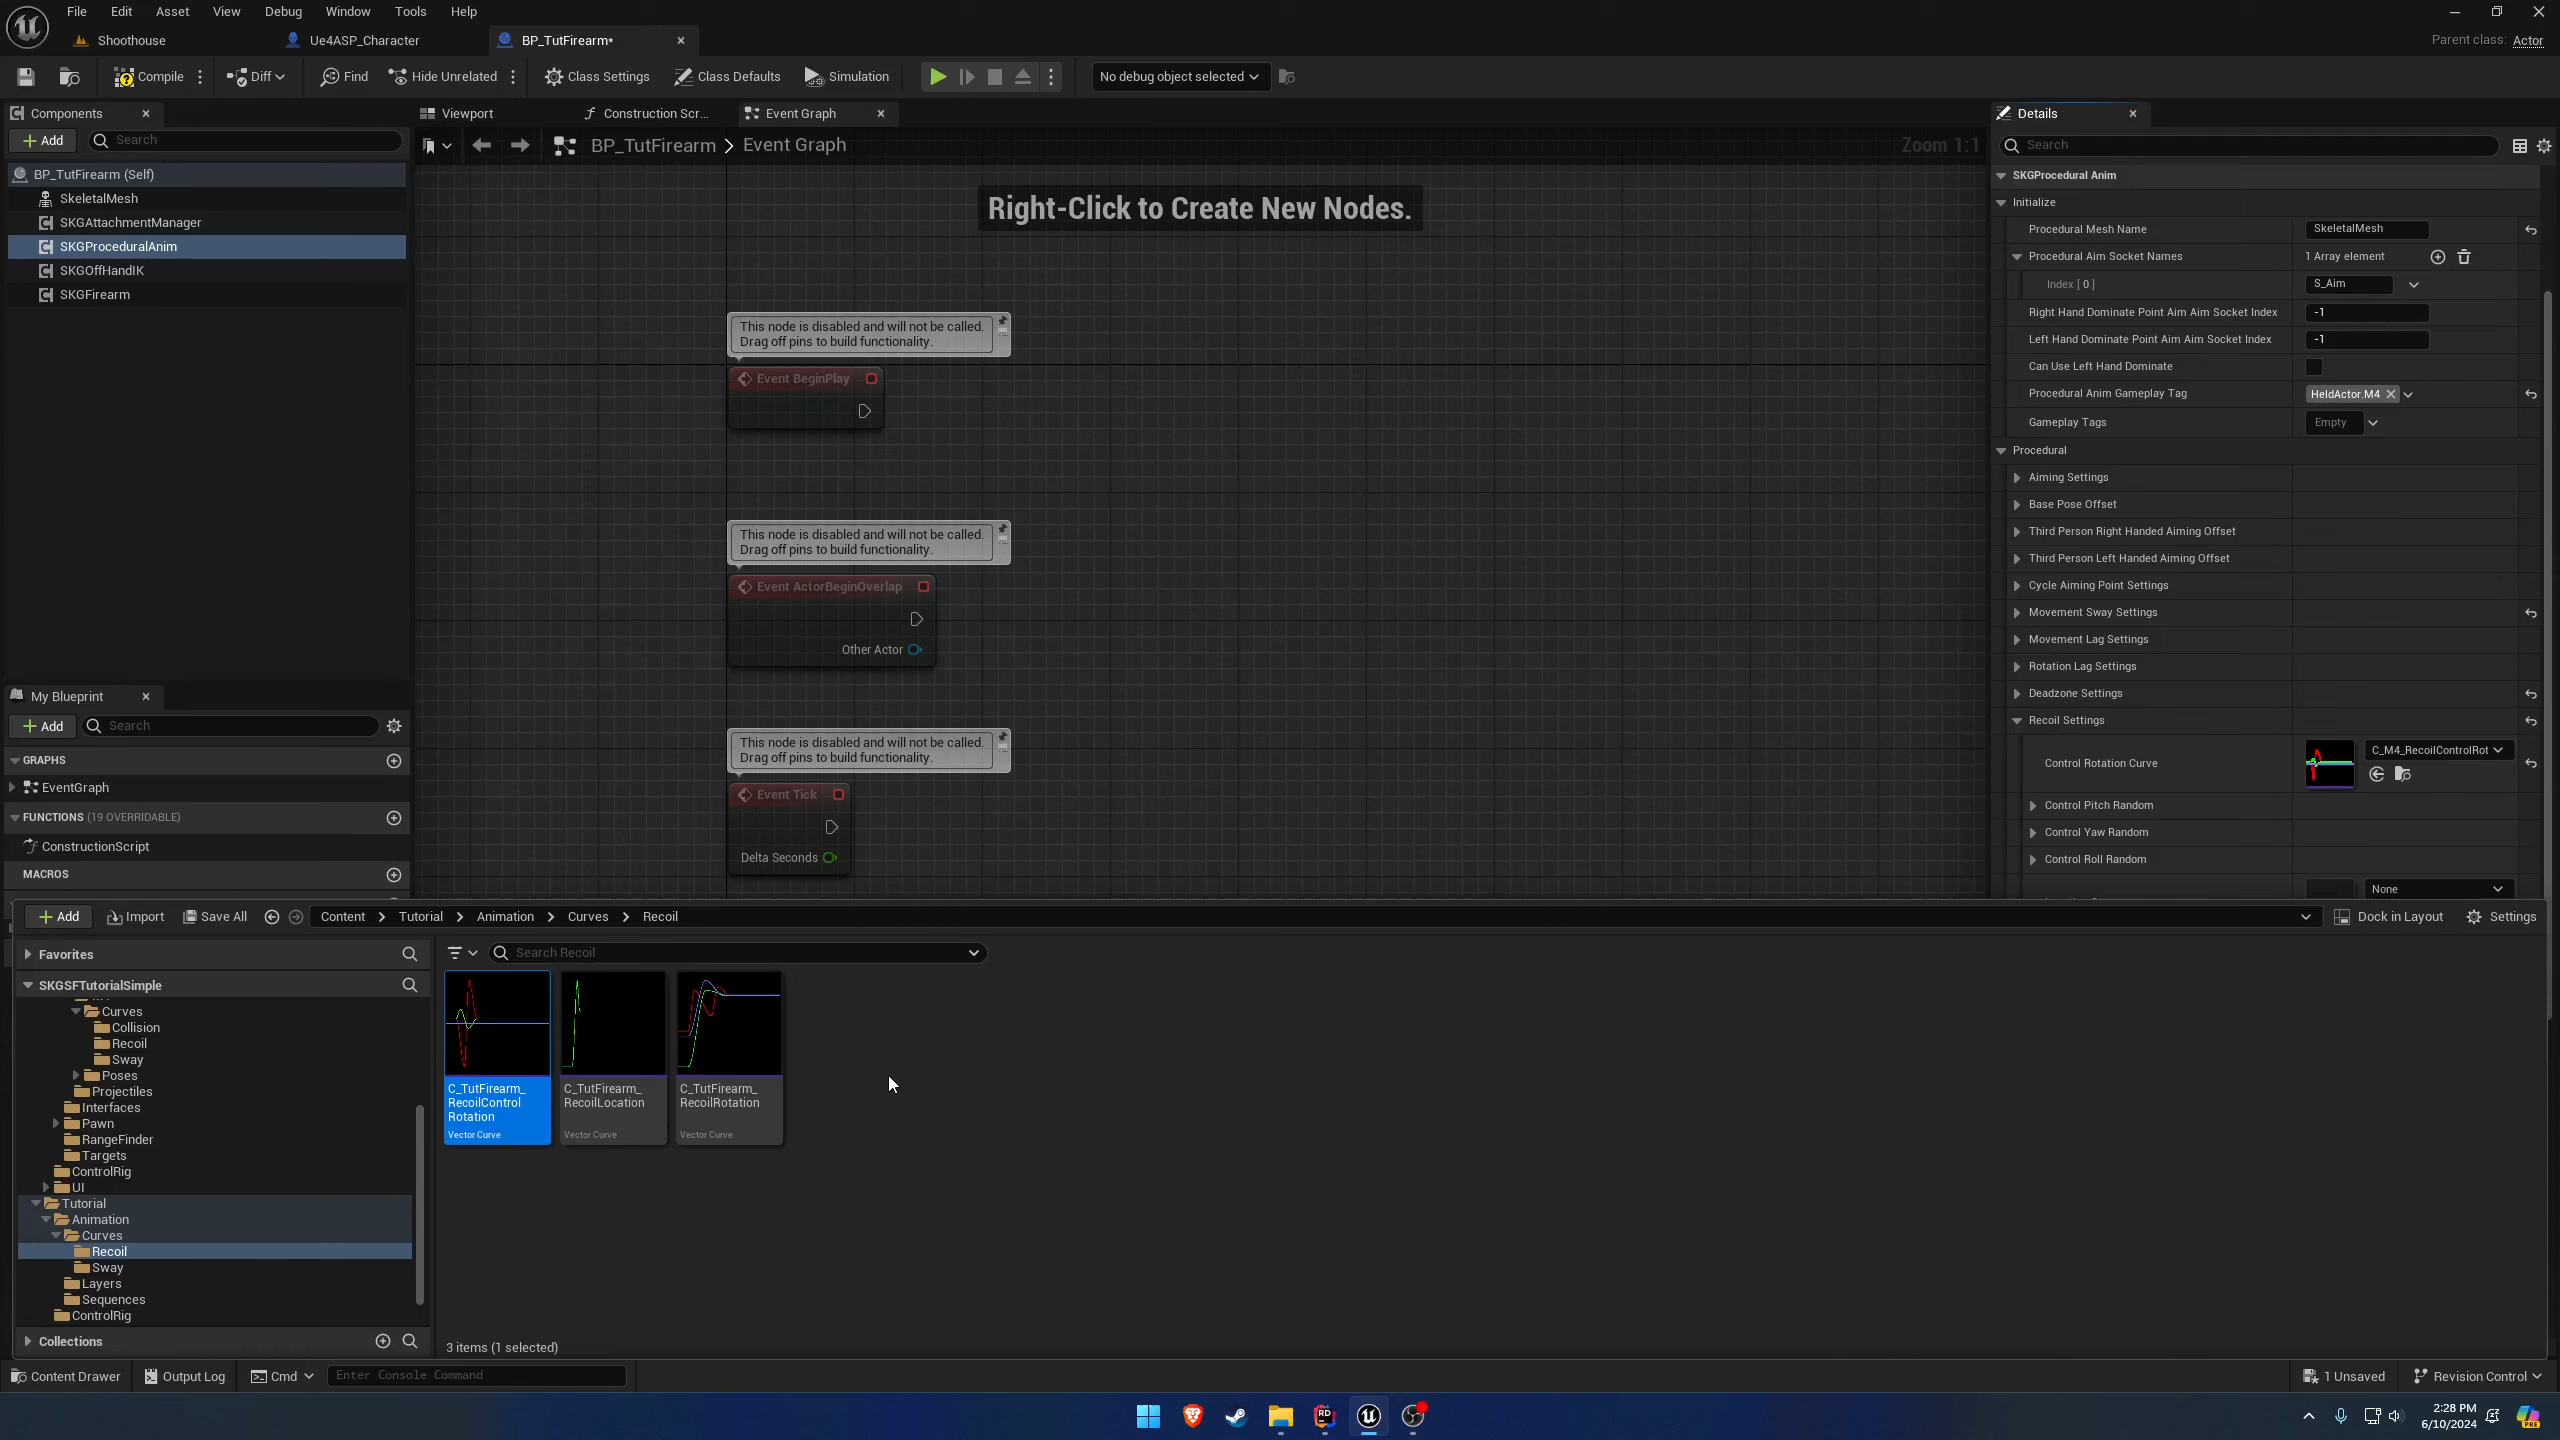 File Edit View Asset Debug Window Tools Help
Shoothouse
Ue4ASP_Character
BP_TutFirearm*
Parent class: Actor
Compile
Diff
Find
Hide Unrelated
Class Settings
Class Defaults
Simulation
No debug object selected
Components
Add
Search
BP_TutFirearm (Self)
SkeletalMesh
SKGAttachmentManager
SKGProceduralAnim
SKGOffHandIK
SKGFirearm
My Blueprint
Add
Search
GRAPHS
EventGraph
FUNCTIONS (19 OVERRIDABLE)
ConstructionScript
MACROS
Viewport
Construction Scr...
Event Graph
BP_TutFirearm > Event Graph
Zoom 1:1
Right-Click to Create New Nodes.
This node is disabled and will not be called.
Drag off pins to build functionality.
Event BeginPlay
This node is disabled and will not be called.
Drag off pins to build functionality.
Event ActorBeginOverlap
Other Actor
This node is disabled and will not be called.
Drag off pins to build functionality.
Event Tick
Delta Seconds
Details
Search
SKGProcedural Anim
Initialize
Procedural Mesh Name SkeletalMesh
Procedural Aim Socket Names 1 Array element
Index [ 0 ] S_Aim
Right Hand Dominate Point Aim Aim Socket Index -1
Left Hand Dominate Point Aim Aim Socket Index -1
Can Use Left Hand Dominate
Procedural Anim Gameplay Tag HeldActor.M4
Gameplay Tags Empty
Procedural
Aiming Settings
Base Pose Offset
Third Person Right Handed Aiming Offset
Third Person Left Handed Aiming Offset
Cycle Aiming Point Settings
Movement Sway Settings
Movement Lag Settings
Rotation Lag Settings
Deadzone Settings
Recoil Settings
Control Rotation Curve C_M4_RecoilControlRot
Control Pitch Random
Control Yaw Random
Control Roll Random
None
Add
Import
Save All
Content > Tutorial > Animation > Curves > Recoil
Dock in Layout
Settings
Favorites
SKGSFTutorialSimple
Curves
Collision
Recoil
Sway
Poses
Projectiles
Interfaces
Pawn
RangeFinder
Targets
ControlRig
UI
Tutorial
Animation
Curves
Recoil
Sway
Layers
Sequences
ControlRig
Collections
Search Recoil
C_TutFirearm_
RecoilControl
Rotation
Vector Curve
C_TutFirearm_
RecoilLocation
Vector Curve
C_TutFirearm_
RecoilRotation
Vector Curve
3 items (1 selected)
Content Drawer
Output Log
Cmd
Enter Console Command
1 Unsaved
Revision Control
2:28 PM
6/10/2024